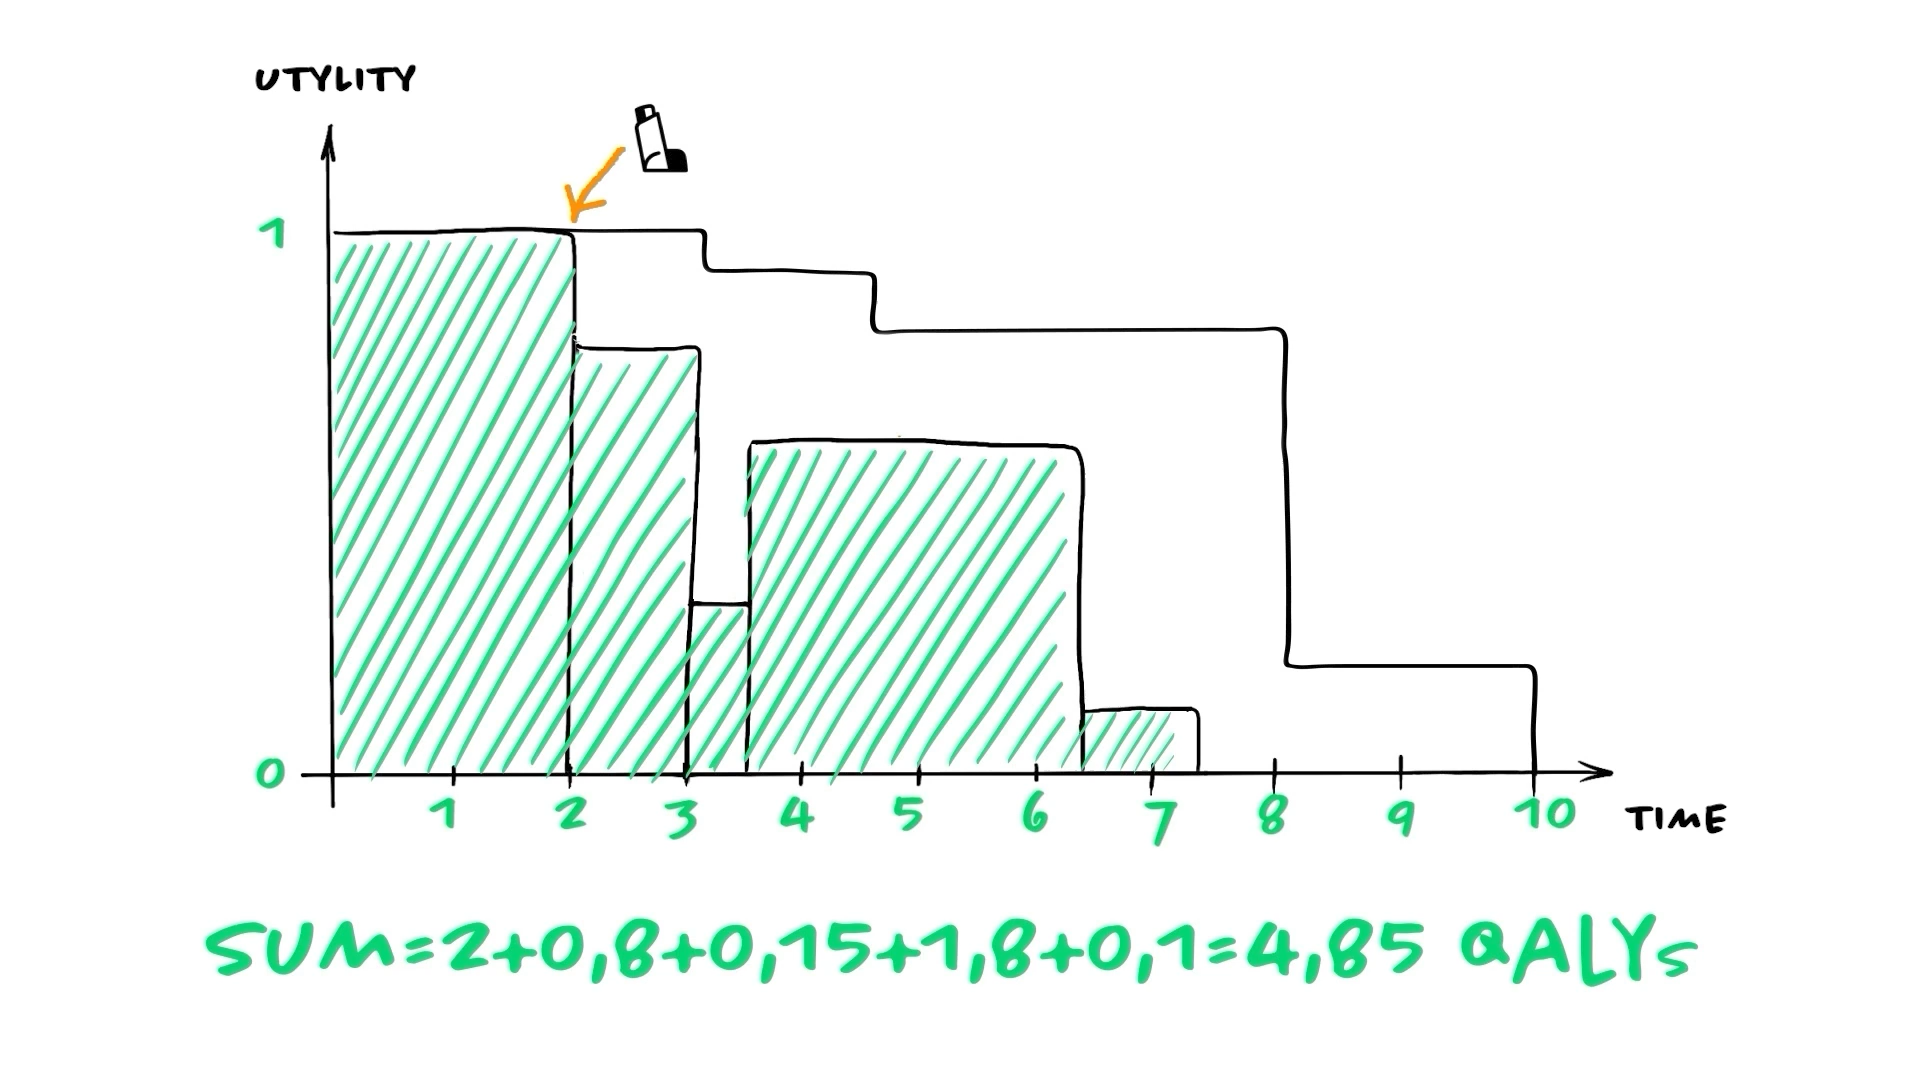 UTYLITY
1
0
1 2 3 4 5 6 7 8 9 10
TIME
SUM=2+0,8+0,15+1,8+0,1=4,85 QALYs